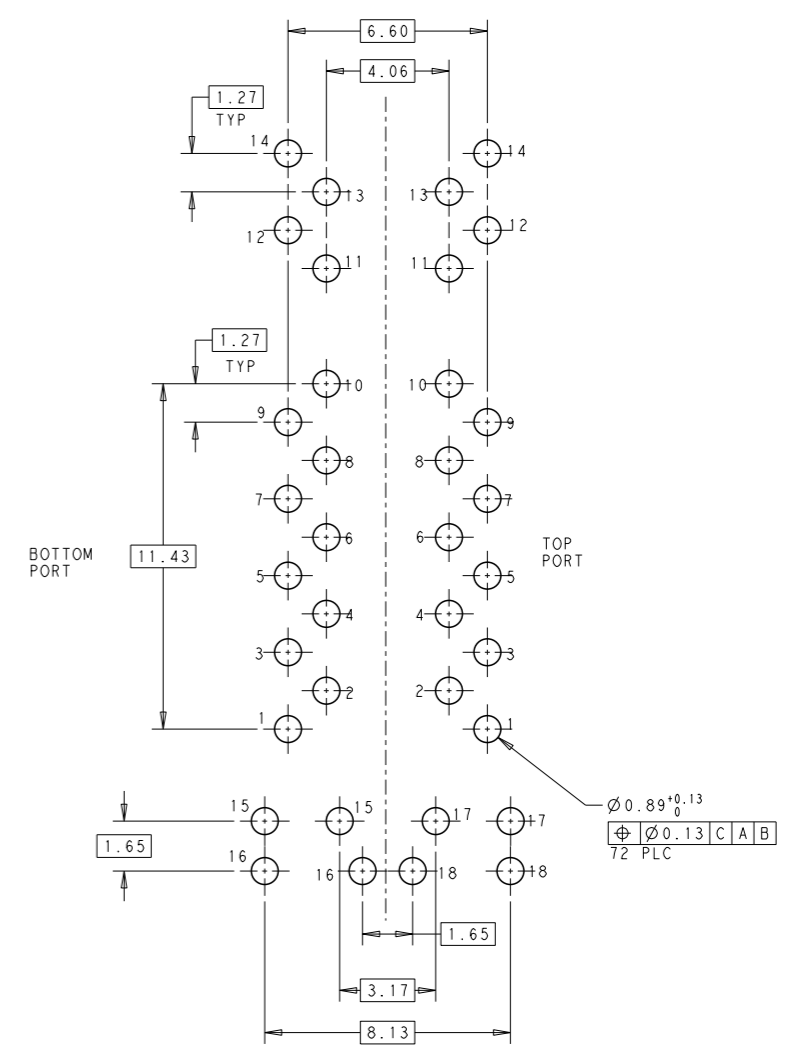 6.60
4.06
1.27
TYP
14 14
13 13
12 12
11 11
1.27
TYP
10 10
9 9
8 8
7 7
BOTTOM
PORT
11.43
6 6
TOP
PORT
5 5
4 4
3 3
2 2
1 1
Ø0.89 +0.13 0
⌖ Ø0.13 C A B
72 PLC
15 15 17 17
1.65
16 16 18 18
1.65
3.17
8.13